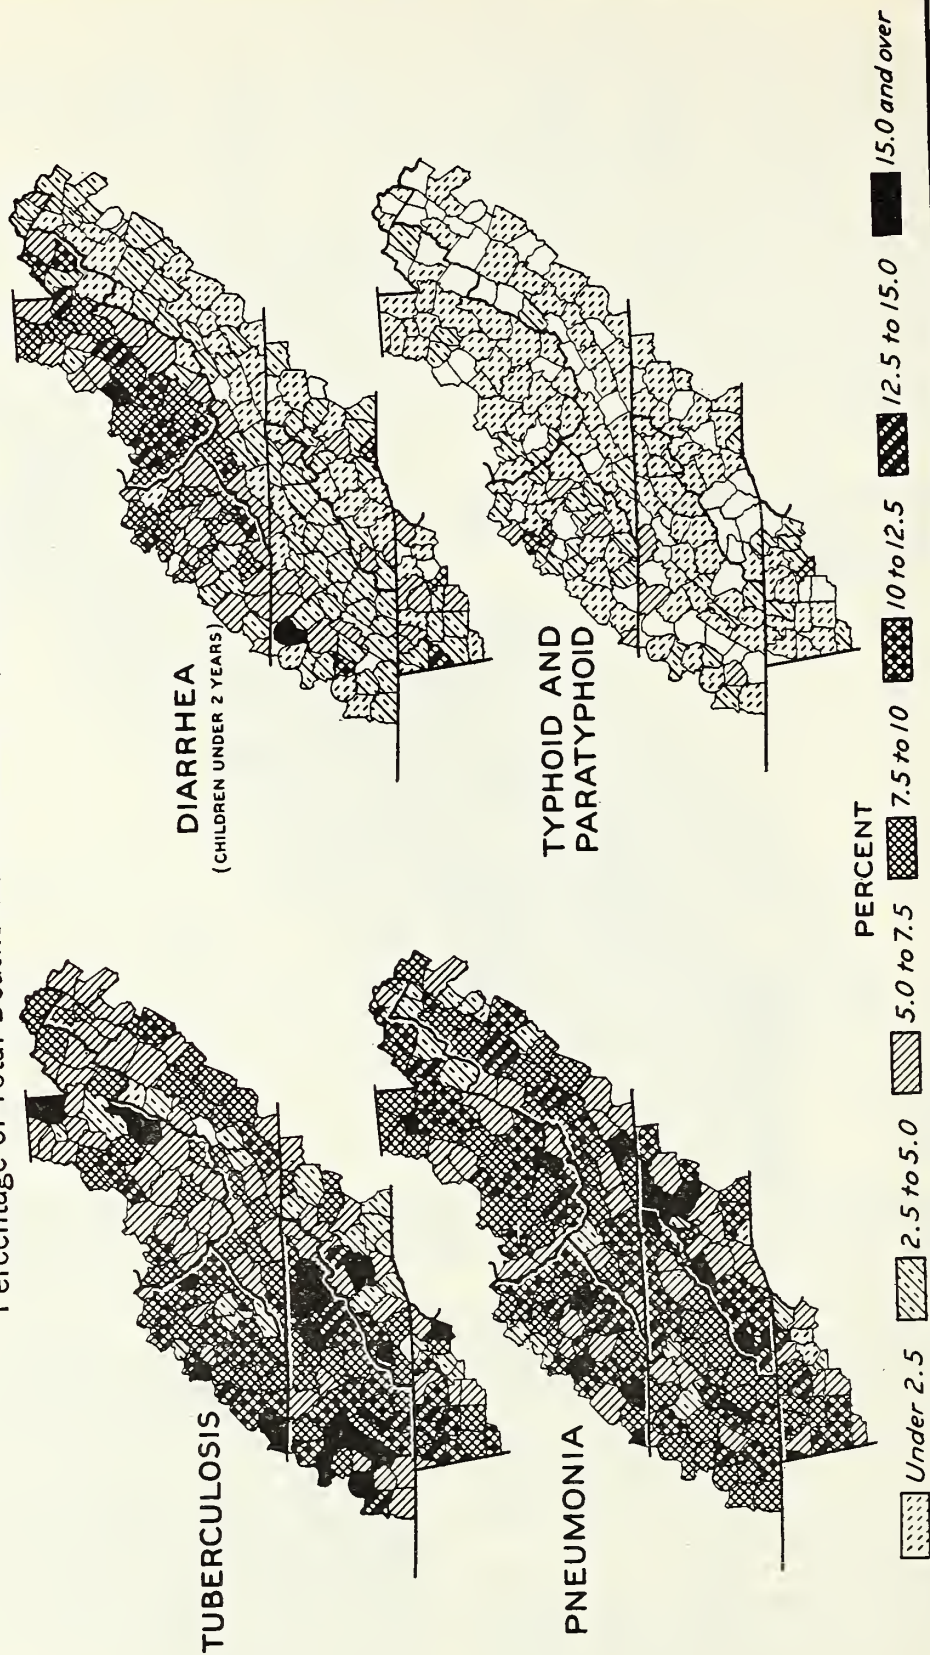 Percentage of Total Deaths
TUBERCULOSIS
DIARRHEA
(CHILDREN UNDER 2 YEARS)
PNEUMONIA
TYPHOID AND
PARATYPHOID
PERCENT
Under 2.5 2.5 to 5.0 5.0 to 7.5 7.5 to 10 10 to 12.5 12.5 to 15.0 15.0 and over